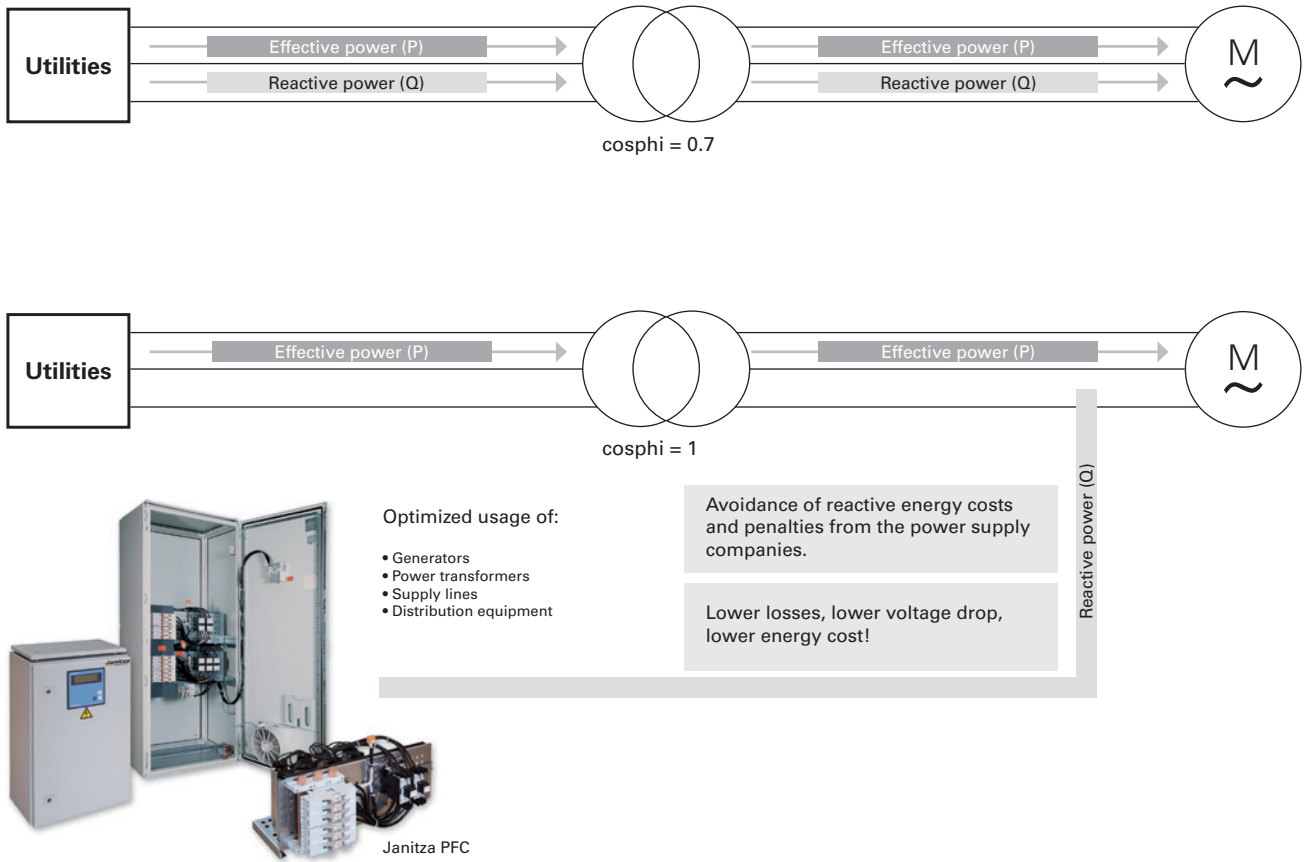 Utilities
Effective power (P)
Reactive power (Q)
Effective power (P)
Reactive power (Q)
M
~
cosphi = 0.7
Utilities
Effective power (P)
Effective power (P)
M
~
cosphi = 1
Reactive power (Q)
Optimized usage of:
• Generators
• Power transformers
• Supply lines
• Distribution equipment
Avoidance of reactive energy costs
and penalties from the power supply
companies.
Lower losses, lower voltage drop,
lower energy cost!
Janitza
Janitza PFC